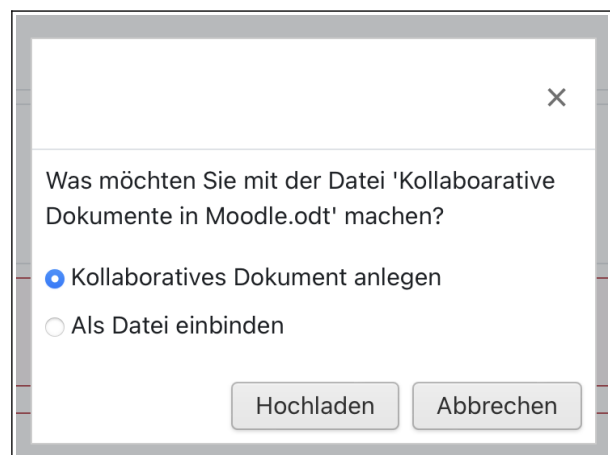 Was möchten Sie mit der Datei 'Kollaboarative
Dokumente in Moodle.odt' machen?
Kollaboratives Dokument anlegen
Als Datei einbinden
Hochladen Abbrechen